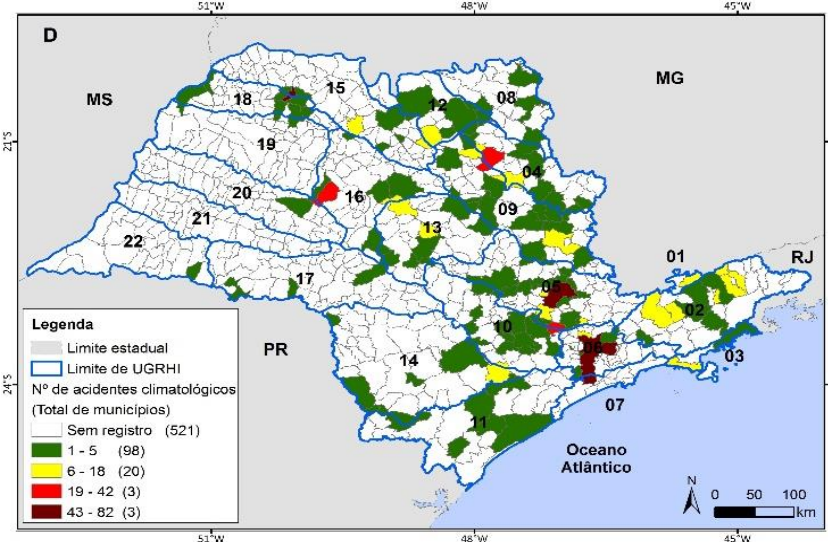 51°W 48°W 45°W
D
MG
MS
15
18
12
08
21°S
19
04
20
16
09
21
13
22
01
RJ
17
05
02
10
03
PR
14
06
07
11
Legenda
Limite estadual
Limite de UGRHI
Nº de acidentes climatológicos
(Total de municípios)
Sem registro (521)
1 - 5 (98)
6 - 18 (20)
19 - 42 (3)
43 - 82 (3)
24°S
Oceano
Atlântico
N
0 50 100
km
51°W 48°W 45°W